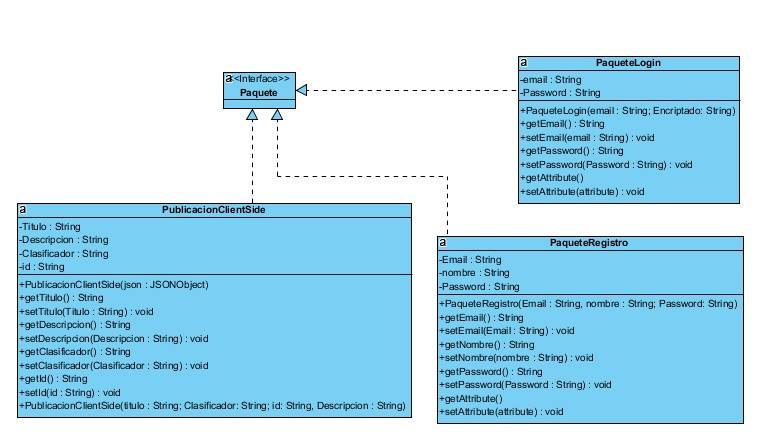 a
<<Interface>>
Paquete
a
PaqueteLogin
-email : String
-Password : String
+PaqueteLogin(email : String; Encriptado: String)
+getEmail() : String
+setEmail(email : String) : void
+getPassword() : String
+setPassword(Password : String) : void
+getAttribute()
+setAttribute(attribute) : void
a
PublicacionClientSide
-Titulo : String
-Descripcion : String
-Clasificador : String
-id : String
+PublicacionClientSide(json : JSONObject)
+getTitulo() : String
+setTitulo(Titulo : String) : void
+getDescripcion() : String
+setDescripcion(Descripcion : String) : void
+getClasificador() : String
+setClasificador(Clasificador : String) : void
+getId() : String
+setId(id : String) : void
+PublicacionClientSide(titulo : String; Clasificador: String; id: String, Descripcion : String)
a
PaqueteRegistro
-Email : String
-nombre : String
-Password : String
+PaqueteRegistro(Email : String, nombre : String; Password: String)
+getEmail() : String
+setEmail(Email : String) : void
+getNombre() : String
+setNombre(nombre : String) : void
+getPassword() : String
+setPassword(Password : String) : void
+getAttribute()
+setAttribute(attribute) : void